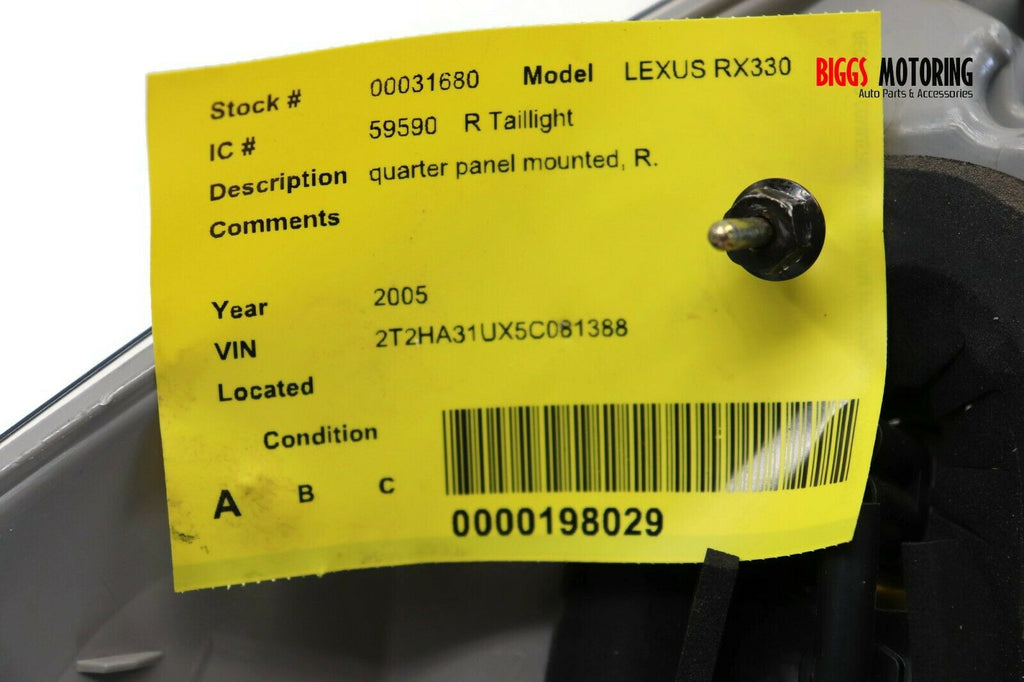 BIGGS MOTORING
Auto Parts & Accessories
Stock # 00031680 Model LEXUS RX330
IC # 59590 R Taillight
Description quarter panel mounted, R.
Comments
Year 2005
VIN 2T2HA31UX5C081388
Located
Condition
A B C
0000198029